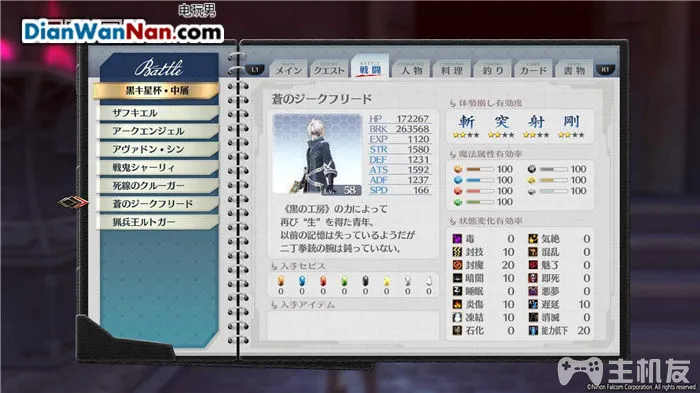 电玩男
DianWanNan.com
Battle
L1
メイン
クエスト
BATTLE
戦闘
人物
料理
釣り
カード
書物
R1
黒キ星杯・中層
ザフキエル
アークエンジェル
アヴァドン・シン
戦鬼シャーリィ
死線のクルーガー
蒼のジークフリード
猟兵王ルトガー
蒼のジークフリード
HP 172267
BRK 263568
EXP 1120
STR 1580
DEF 1231
ATS 1592
ADF 1237
SPD 166
Lv. 58
《黒の工房》の力によって
再び“生”を得た青年。
以前の記憶は失っているようだが
二丁拳銃の腕は鈍っていない。
入手セピス
0 0 0 0 0 0 0
入手アイテム
体勢崩し有効度
斬 突 射 剛
魔法属性有効率
100 100
100 100
100 100
100
状態変化有効率
毒 0 気絶 0
封技 10 混乱 0
封魔 20 魅了 0
暗闇 10 即死 0
睡眠 0 悪夢 0
炎傷 10 遅延 10
凍結 10 消滅 0
石化 0 能力低下 20
主机友
©Nihon Falcom Corporation. All rights reserved.